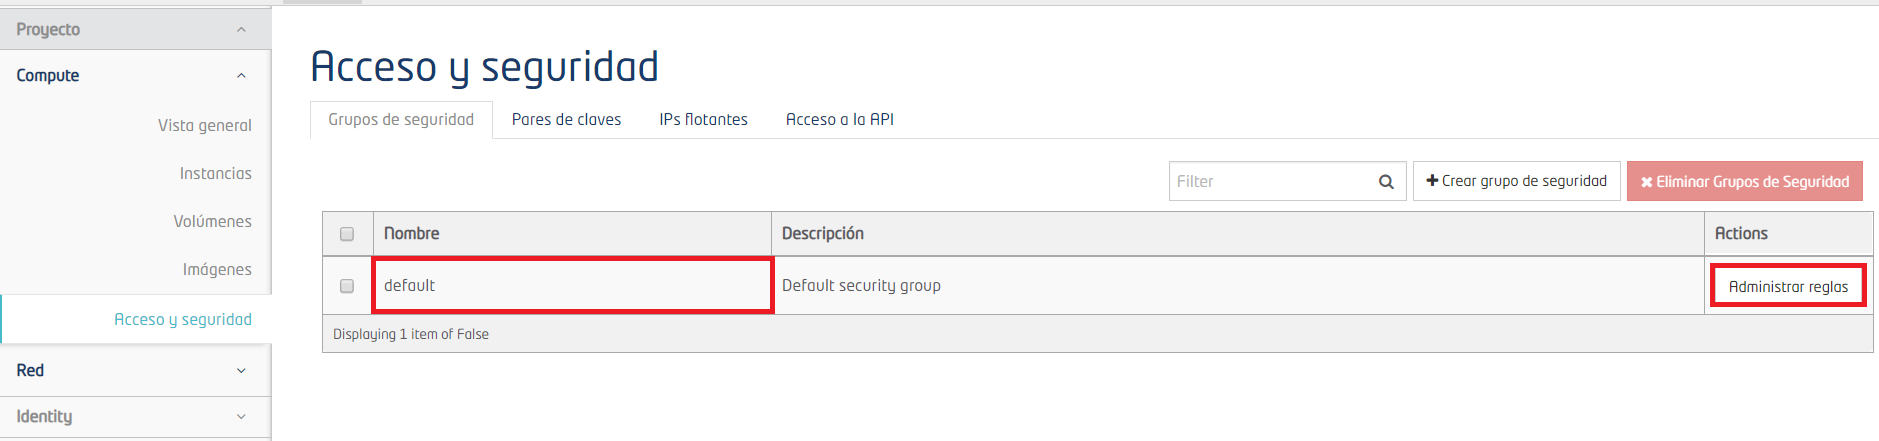 Proyecto
Compute
Vista general
Instancias
Volúmenes
Imágenes
Acceso y seguridad
Red
Identity
Acceso y seguridad
Grupos de seguridad Pares de claves IPs flotantes Acceso a la API
Filter Crear grupo de seguridad Eliminar Grupos de Seguridad
Nombre Descripción Actions
default Default security group Administrar reglas
Displaying 1 item of False